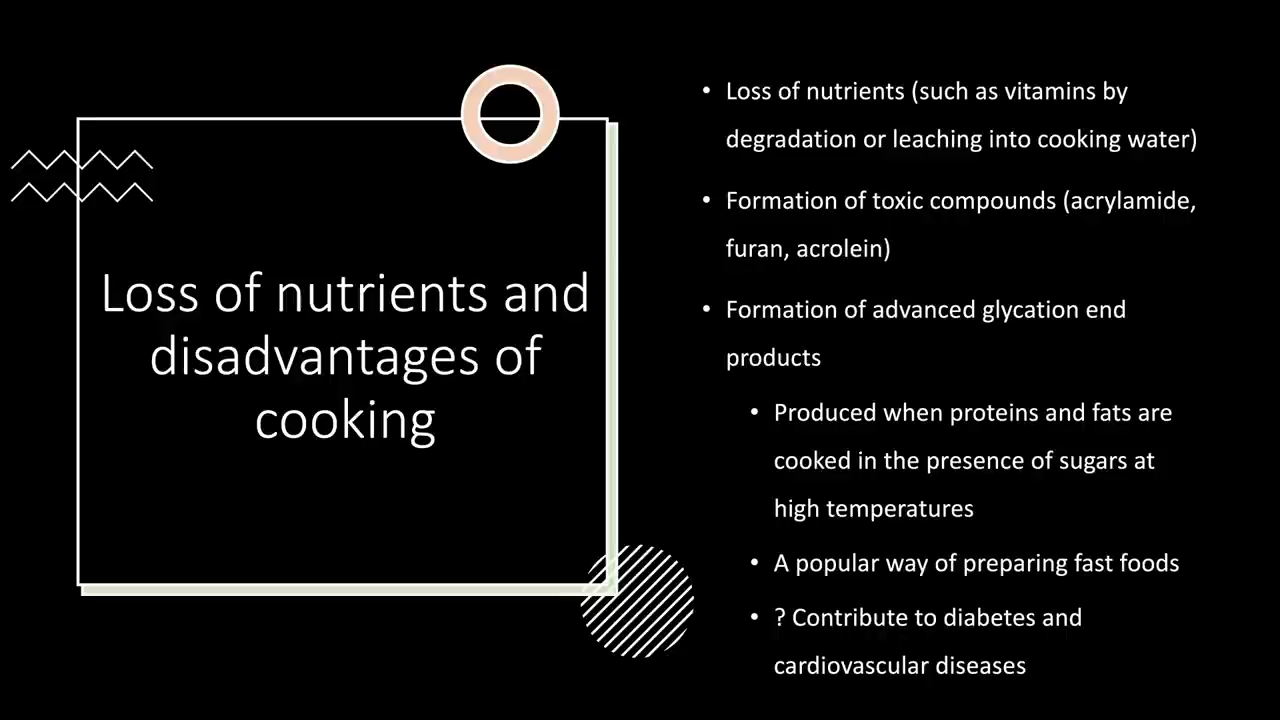 Loss of nutrients and
disadvantages of
cooking
• Loss of nutrients (such as vitamins by
degradation or leaching into cooking water)
• Formation of toxic compounds (acrylamide,
furan, acrolein)
• Formation of advanced glycation end
products
• Produced when proteins and fats are
cooked in the presence of sugars at
high temperatures
• A popular way of preparing fast foods
• ? Contribute to diabetes and
cardiovascular diseases